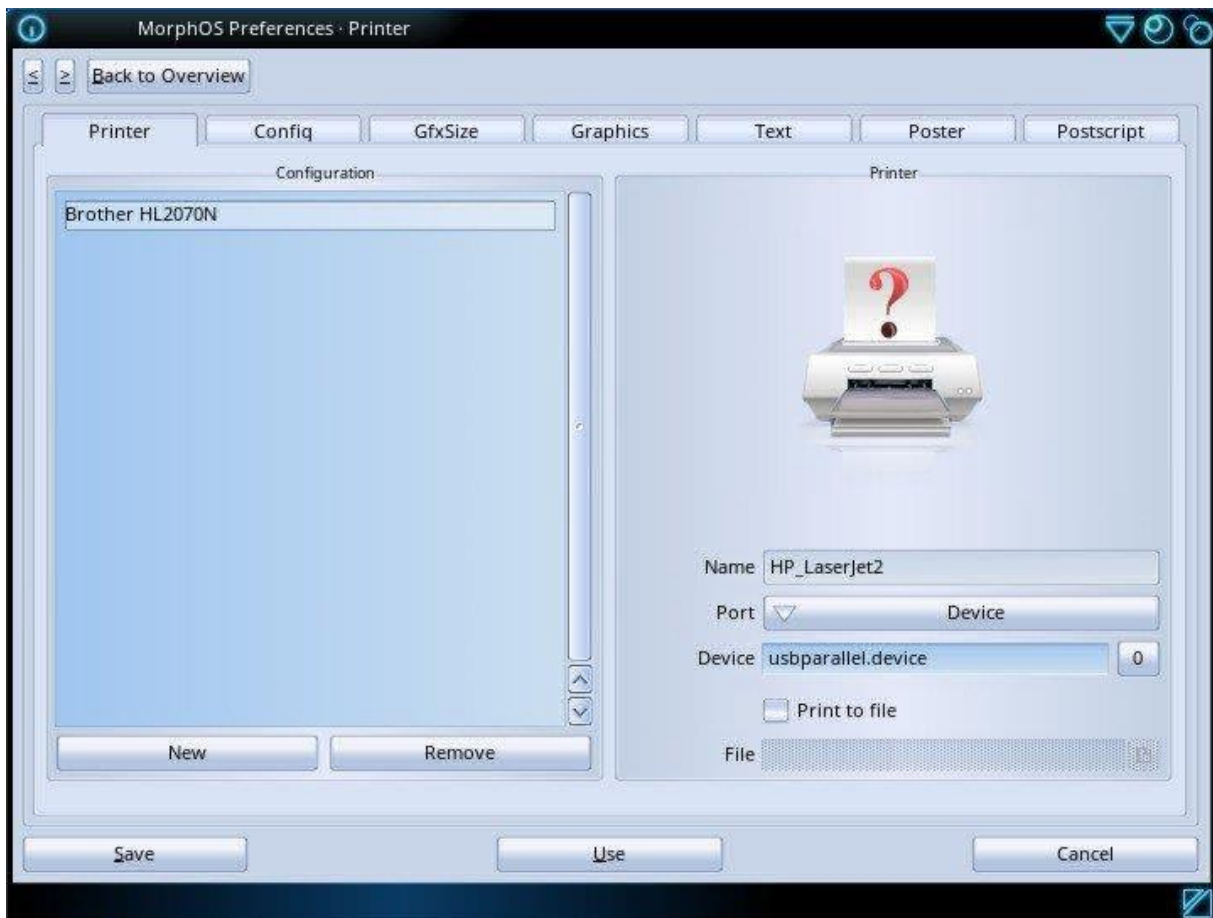 MorphOS Preferences · Printer
< > Back to Overview
Printer Config GfxSize Graphics Text Poster Postscript
Configuration
Brother HL2070N
New Remove
Printer
?
Name HP_LaserJet2
Port Device
Device usbparallel.device 0
Print to file
File
Save Use Cancel